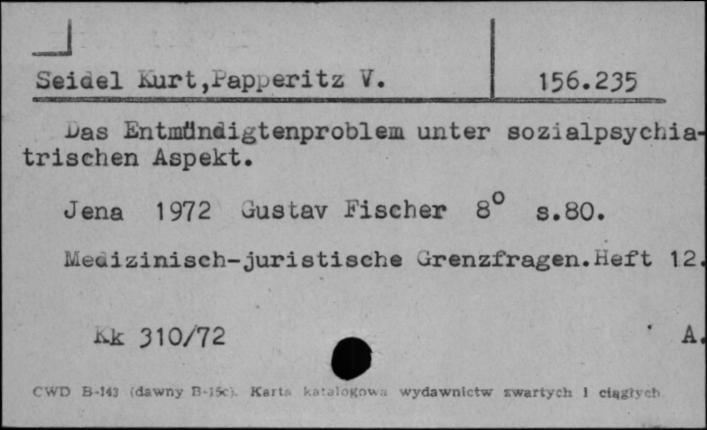 Seidel Kurt,Papperitz V. 156.235
Das Entmündigtenproblem unter sozialpsychia-
trischen Aspekt.
Jena 1972 Gustav Fischer 8° s.80.
Medizinisch-juristische Grenzfragen.Heft 12.
Kk 310/72 A.
CWD B-143 (dawny B-15c). Karta katalogowa wydawnictw zwartych i ciągłych